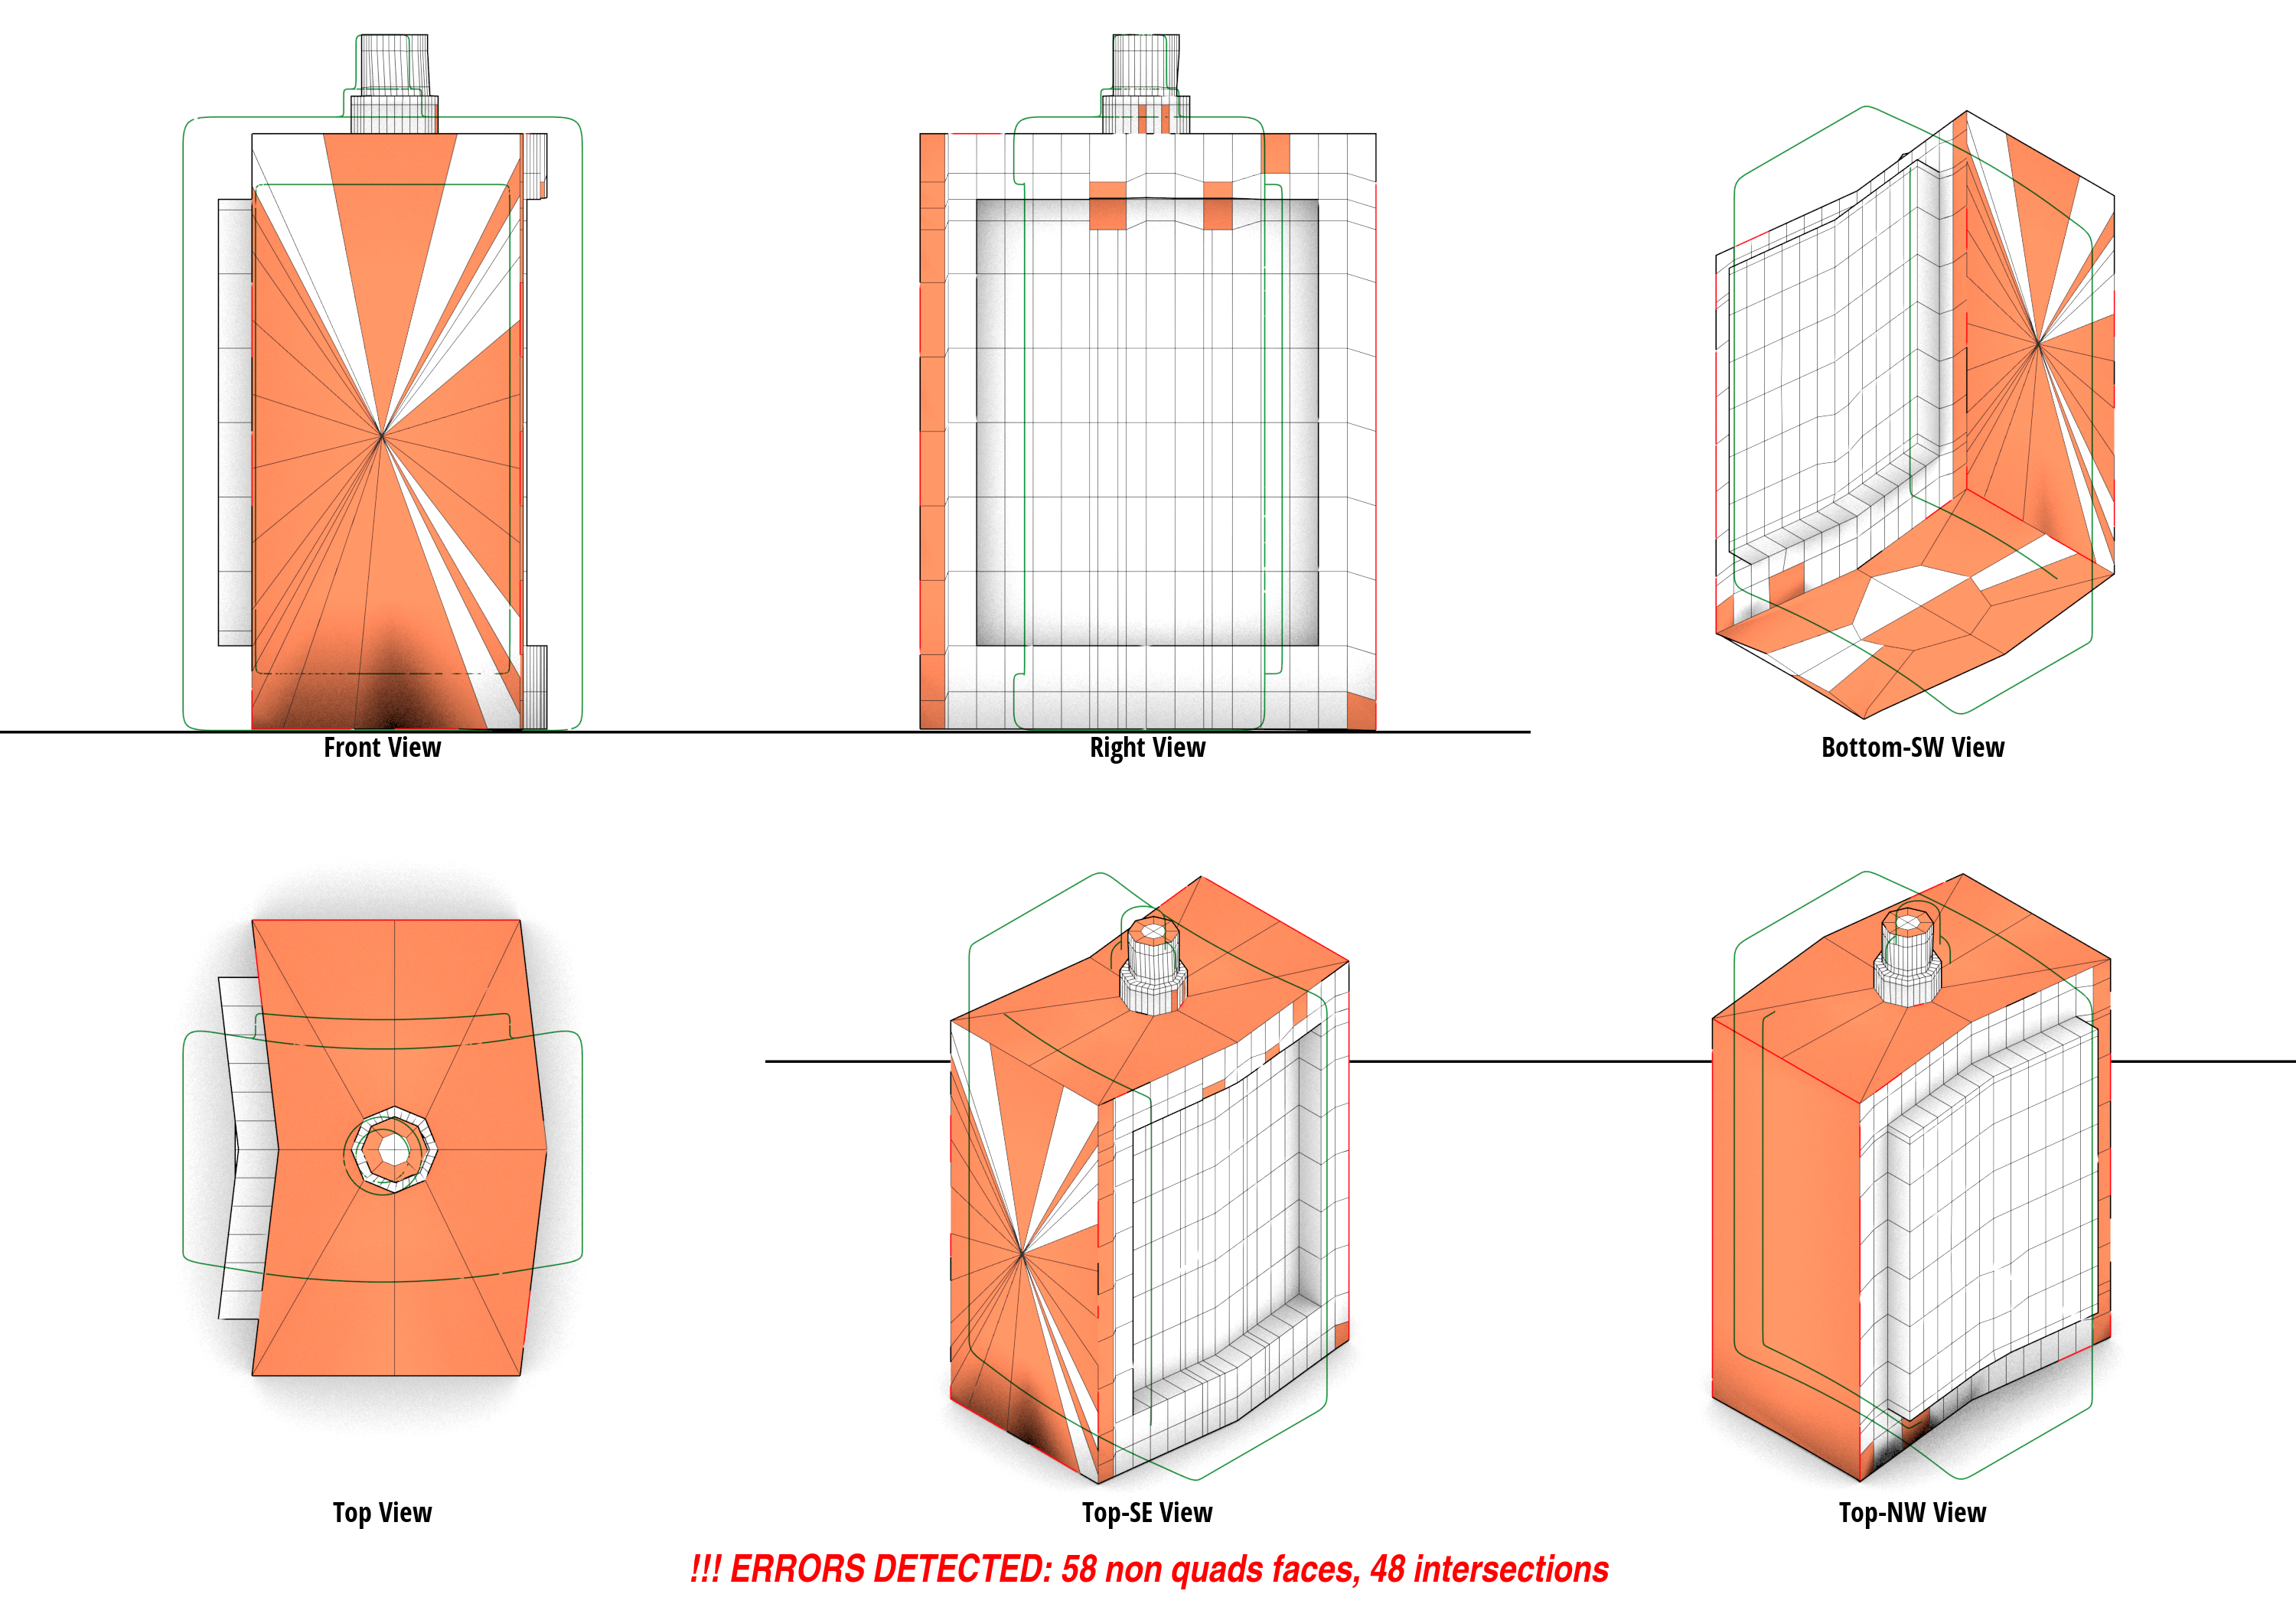 Front View
Right View
Bottom-SW View
Top View
Top-SE View
Top-NW View
!!! ERRORS DETECTED: 58 non quads faces, 48 intersections